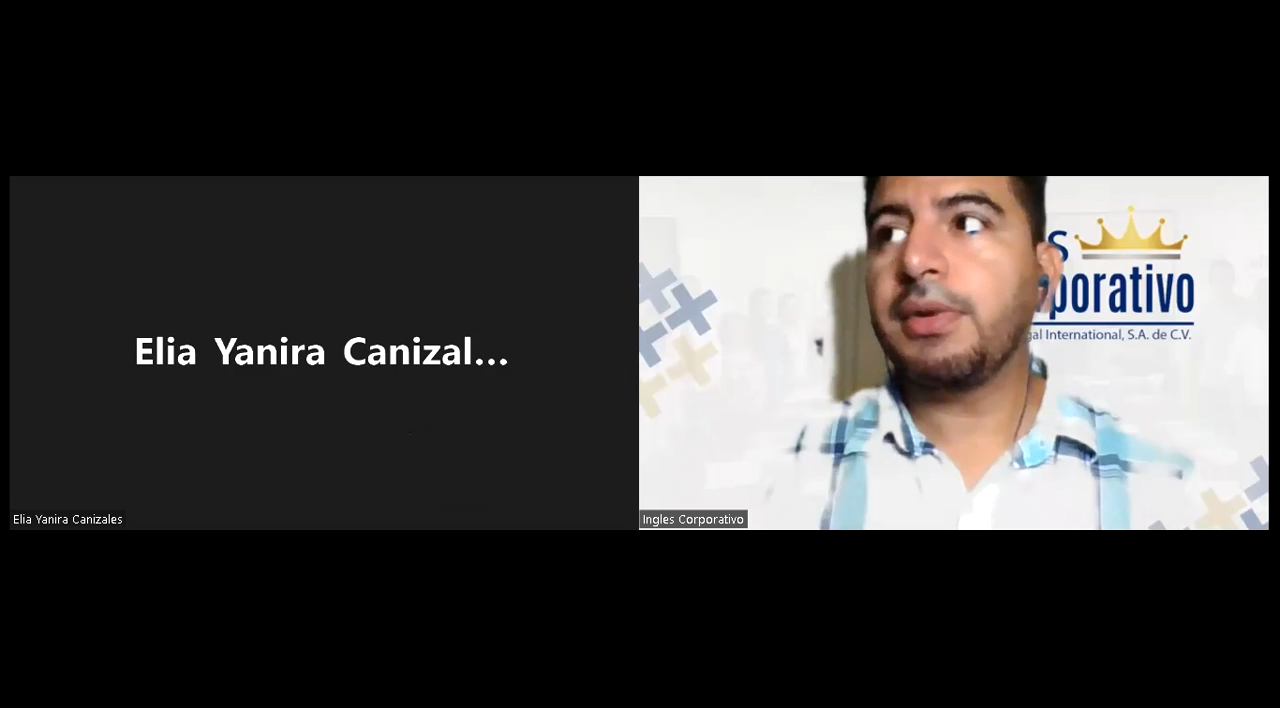 Elia Yanira Canizal...
Elia Yanira Canizales
s
porativo
gal International, S.A. de C.V.
Ingles Corporativo